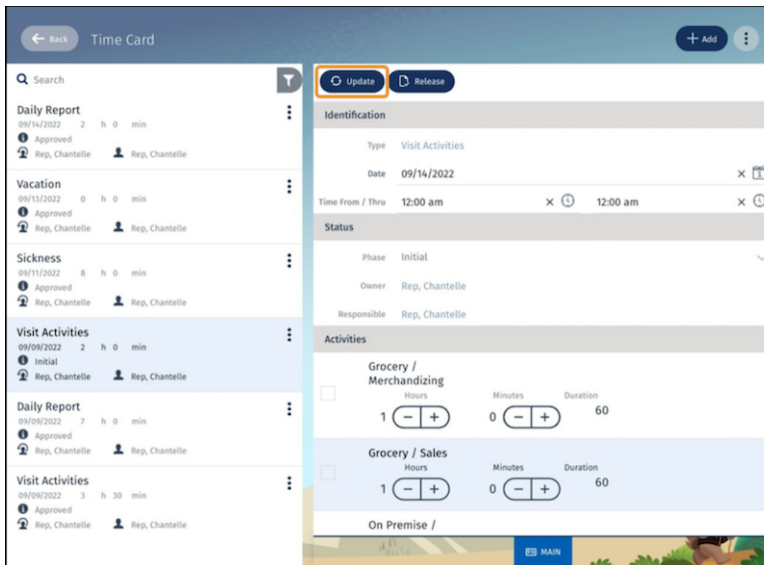 Back
Time Card
Add
Search
Daily Report
09/14/2022 2 h 0 min
Approved
Rep, Chantelle Rep, Chantelle
Vacation
09/13/2022 0 h 0 min
Approved
Rep, Chantelle Rep, Chantelle
Sickness
09/11/2022 8 h 0 min
Approved
Rep, Chantelle Rep, Chantelle
Visit Activities
09/09/2022 2 h 0 min
Initial
Rep, Chantelle Rep, Chantelle
Daily Report
09/09/2022 7 h 0 min
Approved
Rep, Chantelle Rep, Chantelle
Visit Activities
09/09/2022 3 h 30 min
Approved
Rep, Chantelle Rep, Chantelle
Update Release
Identification
Type Visit Activities
Date 09/14/2022
Time From / Thru 12:00 am 12:00 am
Status
Phase Initial
Owner Rep, Chantelle
Responsible Rep, Chantelle
Activities
Grocery /
Merchandizing
Hours Minutes Duration
1 − + 0 − + 60
Grocery / Sales
Hours Minutes Duration
1 − + 0 − + 60
On Premise /
MAIN